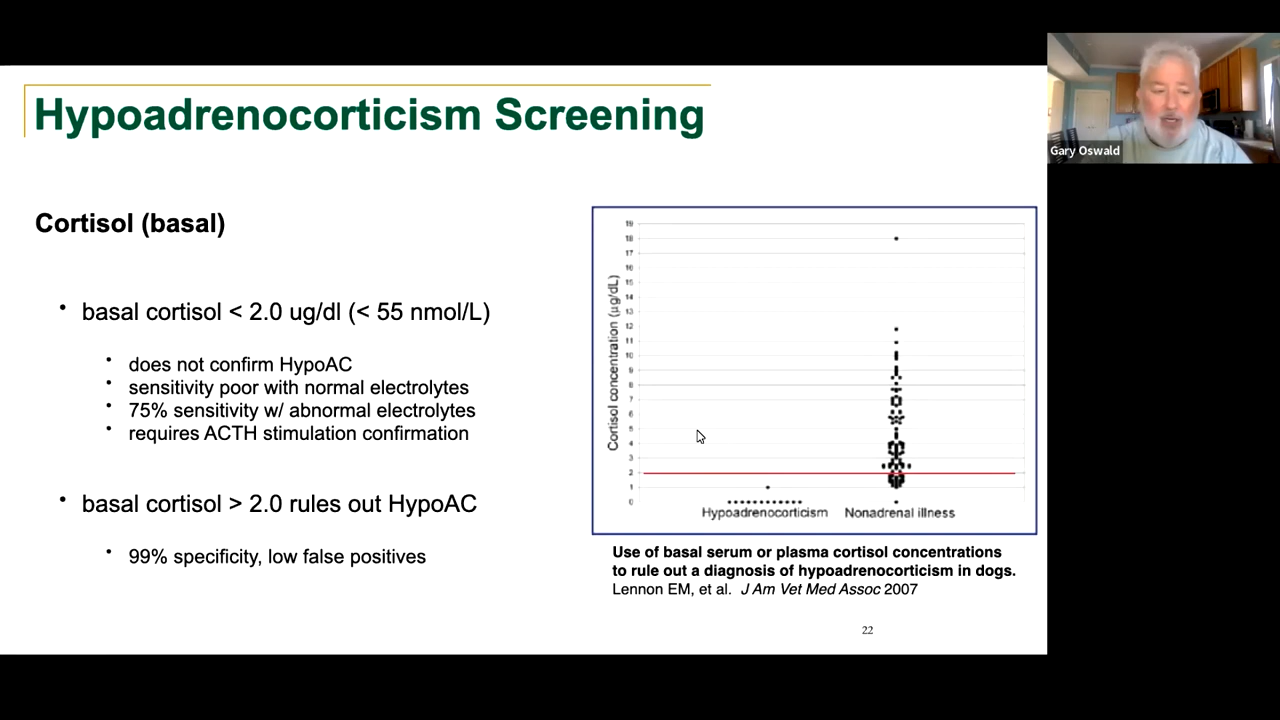 Hypoadrenocorticism Screening
Gary Oswald
Cortisol (basal)
• basal cortisol < 2.0 ug/dl (< 55 nmol/L)
• does not confirm HypoAC
• sensitivity poor with normal electrolytes
• 75% sensitivity w/ abnormal electrolytes
• requires ACTH stimulation confirmation
• basal cortisol > 2.0 rules out HypoAC
• 99% specificity, low false positives
Cortisol concentration (µg/dL)
19
18
17
16
15
14
13
12
11
10
9
8
7
6
5
4
3
2
1
0
Hypoadrenocorticism
Nonadrenal illness
Use of basal serum or plasma cortisol concentrations
to rule out a diagnosis of hypoadrenocorticism in dogs.
Lennon EM, et al. J Am Vet Med Assoc 2007
22